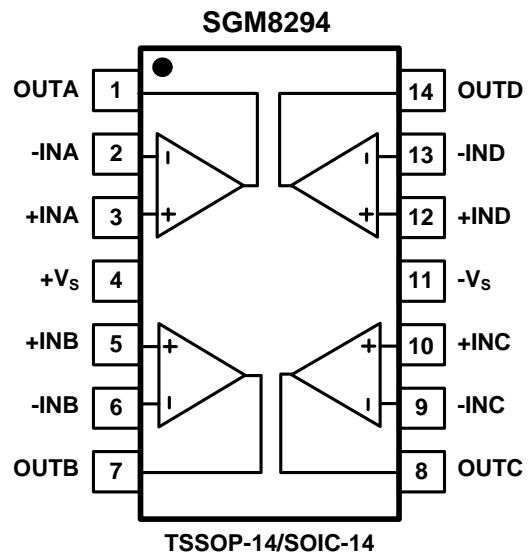 SGM8294
OUTA 1 14 OUTD
-INA 2 - - 13 -IND
+INA 3 + + 12 +IND
+VS 4 11 -VS
+INB 5 + + 10 +INC
-INB 6 - - 9 -INC
OUTB 7 8 OUTC
TSSOP-14/SOIC-14